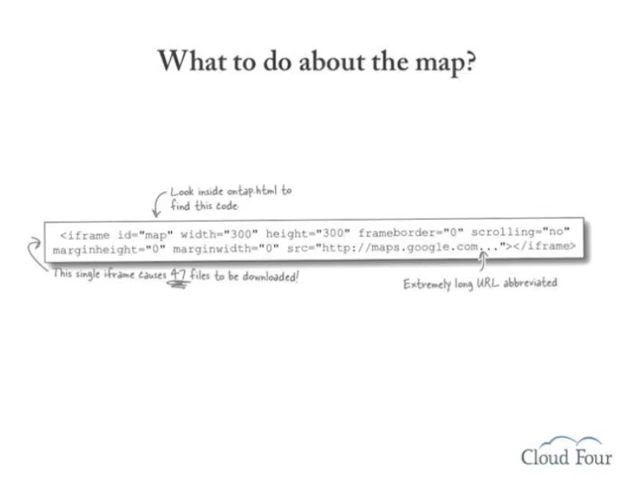 What to do about the map?
Look inside ontap.html to
find this code
<iframe id="map" width="300" height="300" frameborder="0" scrolling="no"
marginheight="0" marginwidth="0" src="http://maps.google.com..."></iframe>
This single iframe causes 47 files to be downloaded!
Extremely long URL abbreviated
Cloud Four